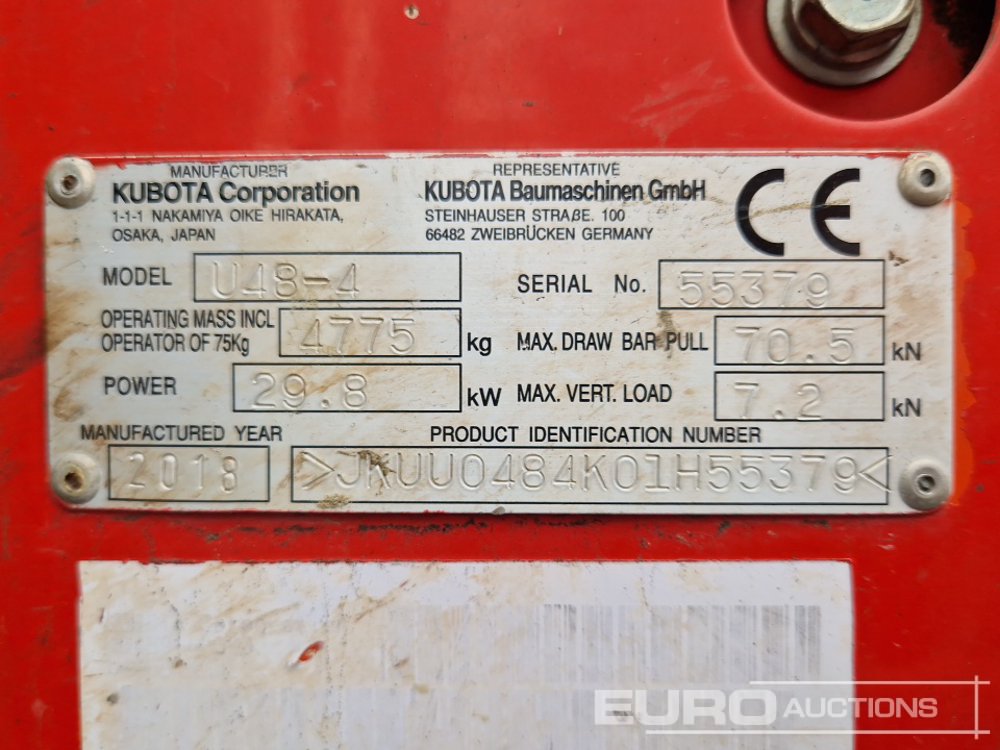 MANUFACTURER
KUBOTA Corporation
1-1-1 NAKAMIYA OIKE HIRAKATA,
OSAKA, JAPAN
REPRESENTATIVE
KUBOTA Baumaschinen GmbH
STEINHAUSER STRAßE. 100
66482 ZWEIBRÜCKEN GERMANY
CE
MODEL U48-4
SERIAL No. 55379
OPERATING MASS INCL
OPERATOR OF 75Kg 4775 kg
MAX. DRAW BAR PULL 70.5 kN
POWER 29.8 kW
MAX. VERT. LOAD 7.2 kN
MANUFACTURED YEAR
2018
PRODUCT IDENTIFICATION NUMBER
>JKUU0484K01H55379<
EURO AUCTIONS